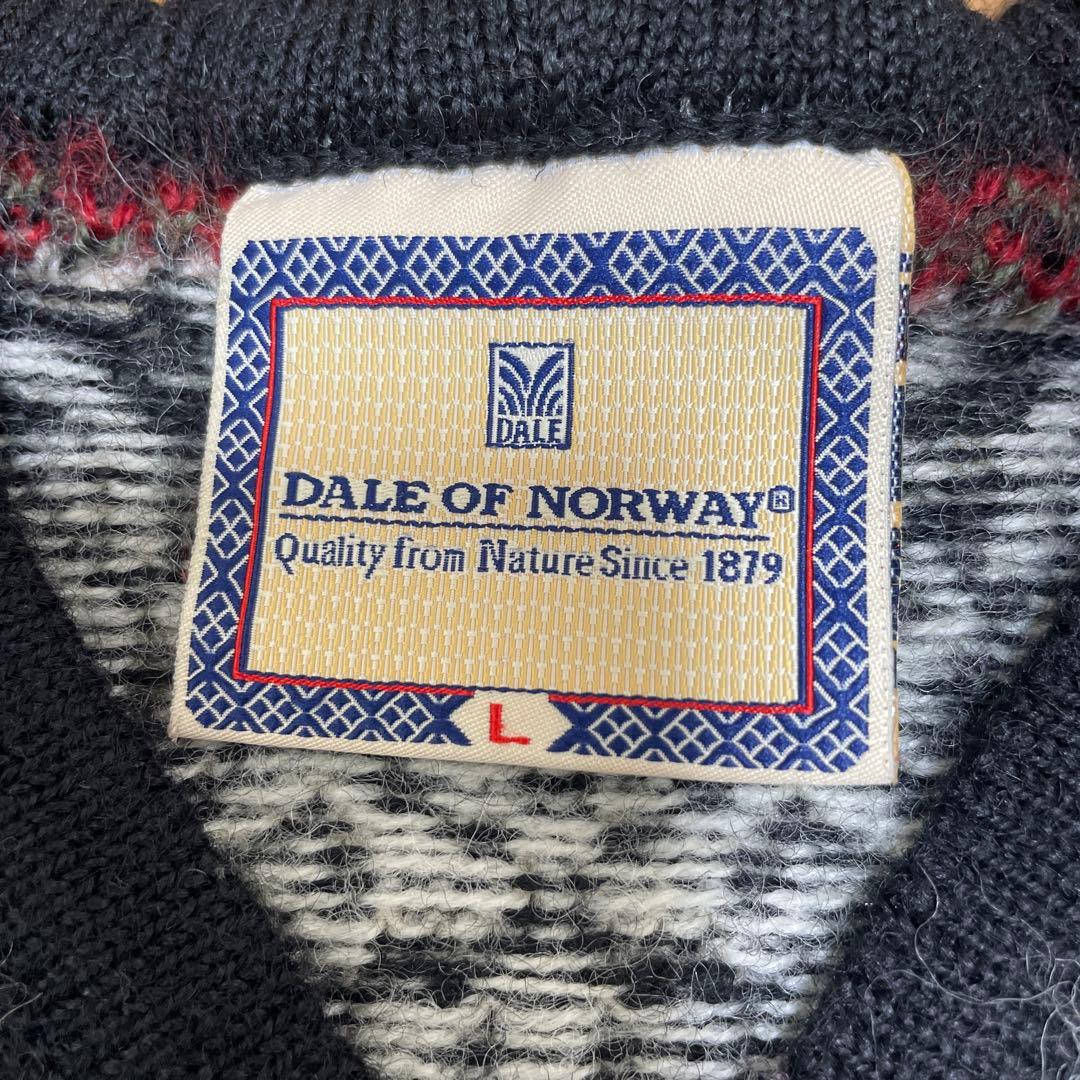 DALE
DALE OF NORWAY®
Quality from Nature Since 1879
L